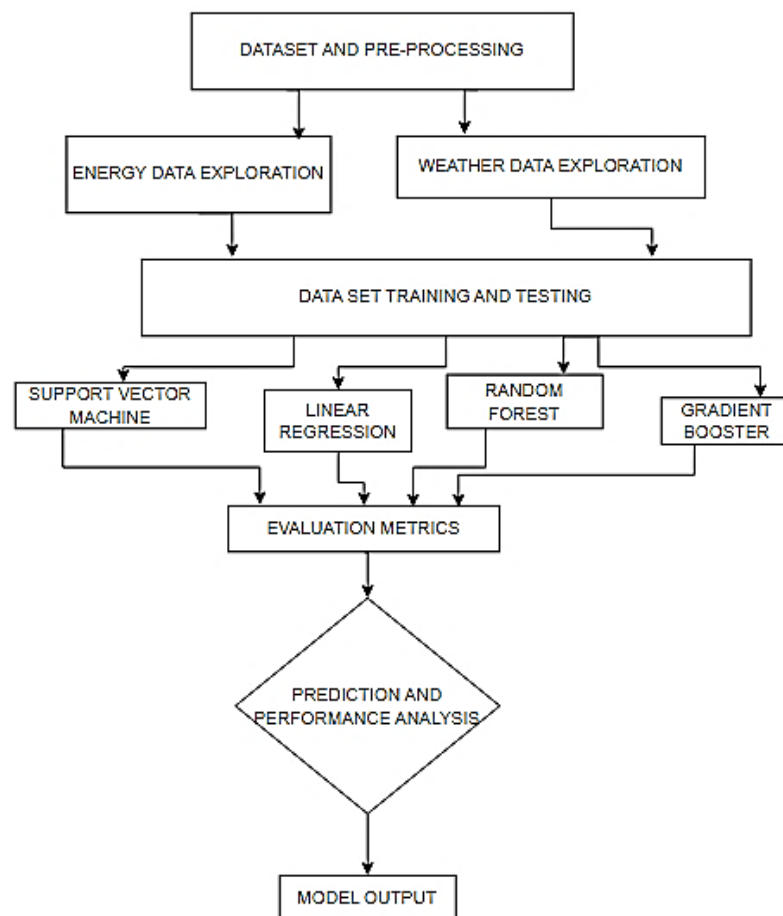 DATASET AND PRE-PROCESSING
ENERGY DATA EXPLORATION
WEATHER DATA EXPLORATION
DATA SET TRAINING AND TESTING
SUPPORT VECTOR
MACHINE
LINEAR
REGRESSION
RANDOM
FOREST
GRADIENT
BOOSTER
EVALUATION METRICS
PREDICTION AND
PERFORMANCE ANALYSIS
MODEL OUTPUT